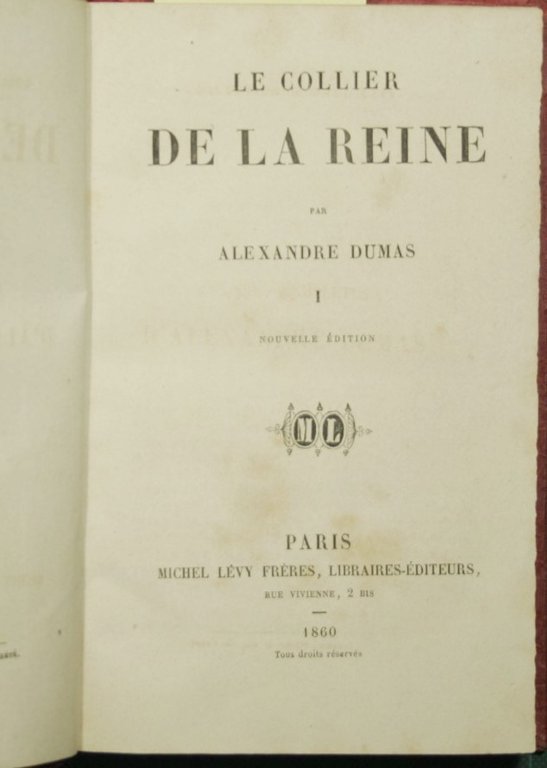 LE COLLIER
DE LA REINE
PAR
ALEXANDRE DUMAS
I
NOUVELLE ÉDITION
ML
PARIS
MICHEL LÉVY FRÈRES, LIBRAIRES-ÉDITEURS,
RUE VIVIENNE, 2 BIS
1860
Tous droits réservés